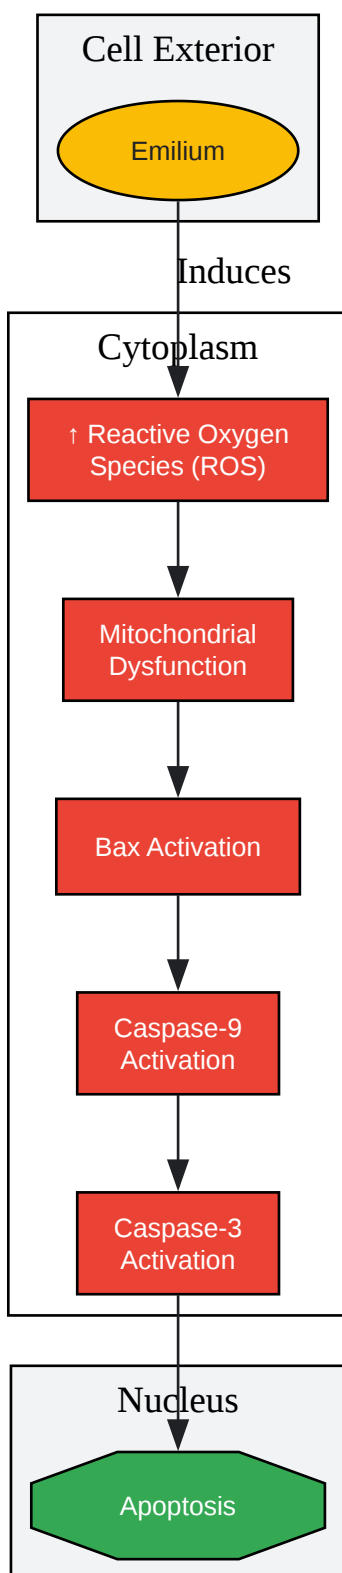 Cell Exterior
Emilium
Induces
Cytoplasm
↑ Reactive Oxygen
Species (ROS)
Mitochondrial
Dysfunction
Bax Activation
Caspase-9
Activation
Caspase-3
Activation
Nucleus
Apoptosis